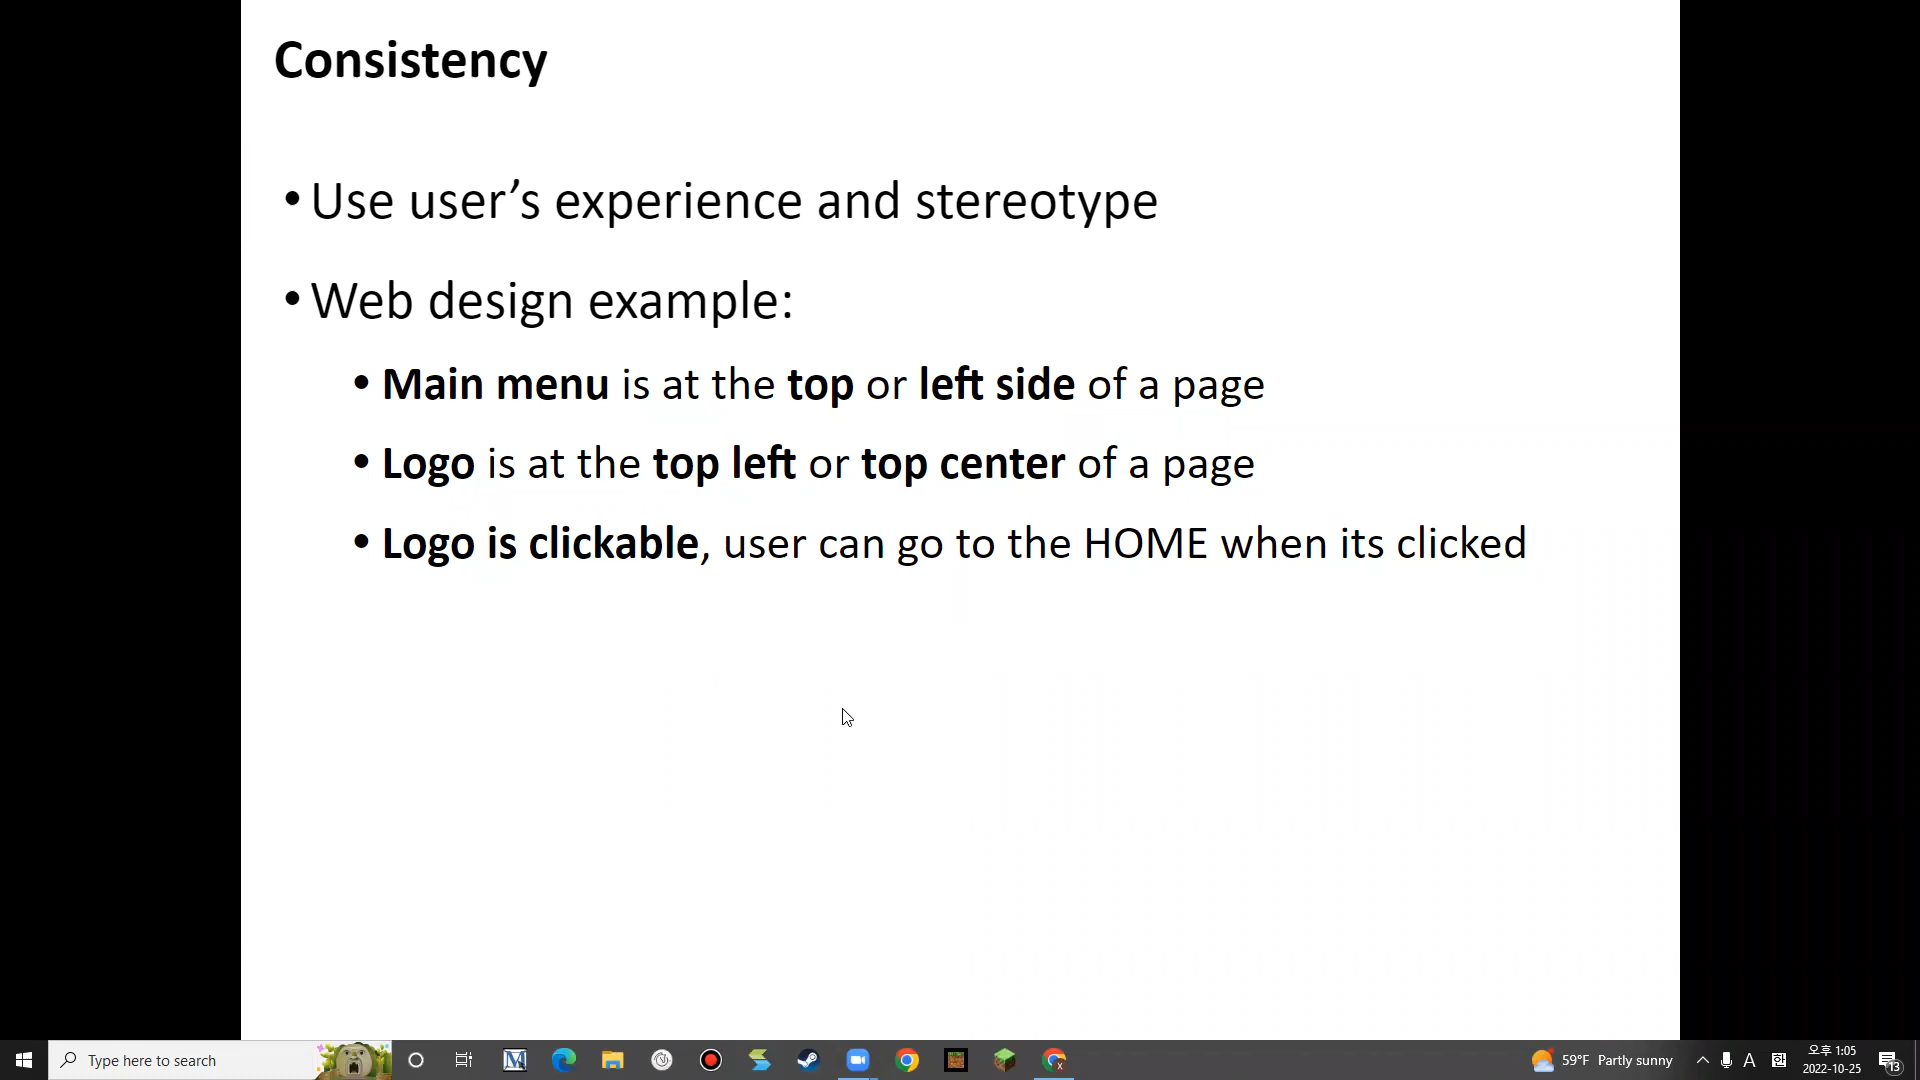 Consistency
• Use user’s experience and stereotype
• Web design example:
• Main menu is at the top or left side of a page
• Logo is at the top left or top center of a page
• Logo is clickable, user can go to the HOME when its clicked
Type here to search
59°F Partly sunny
A
오후 1:05
2022-10-25
13